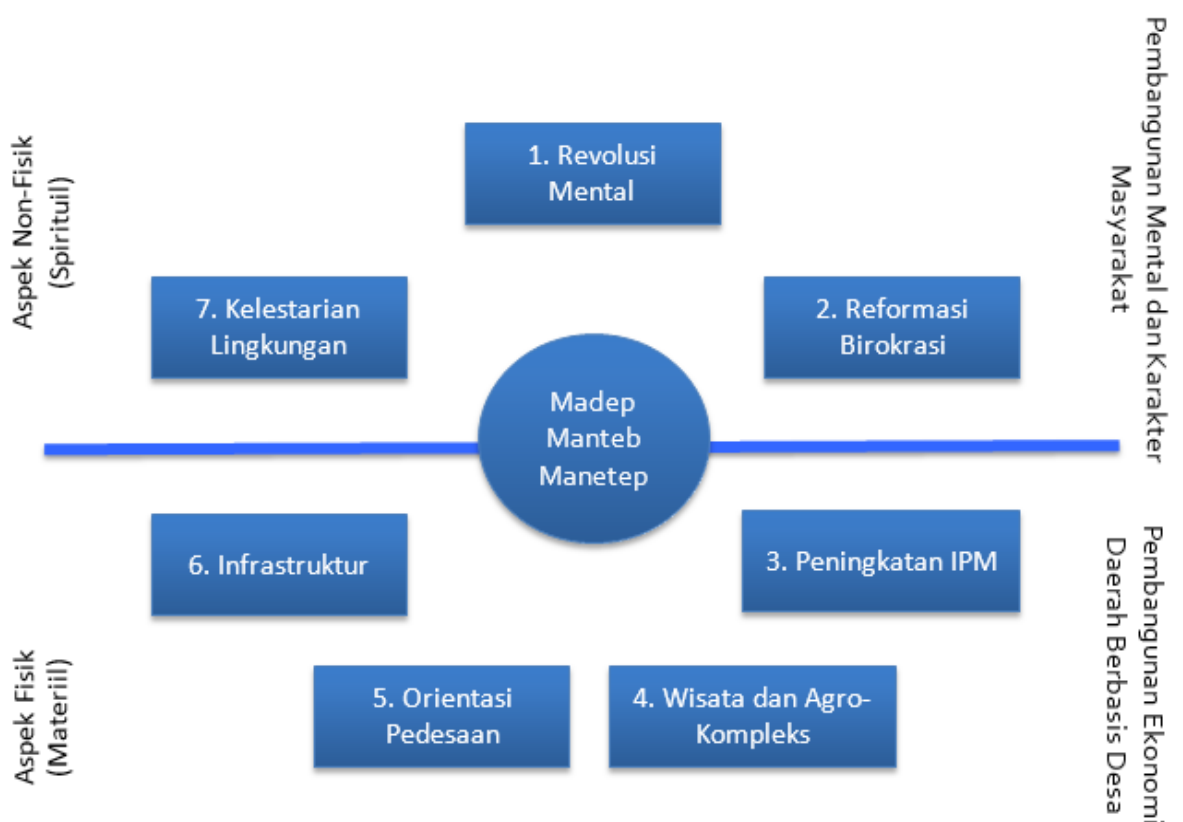 Aspek Non-Fisik
(Spirituil)
Pembangunan Mental dan Karakter
Masyarakat
1. Revolusi
Mental
7. Kelestarian
Lingkungan
2. Reformasi
Birokrasi
Madep
Manteb
Manetep
6. Infrastruktur
3. Peningkatan IPM
5. Orientasi
Pedesaan
4. Wisata dan Agro-
Kompleks
Aspek Fisik
(Materiil)
Pembangunan Ekonomi
Daerah Berbasis Desa